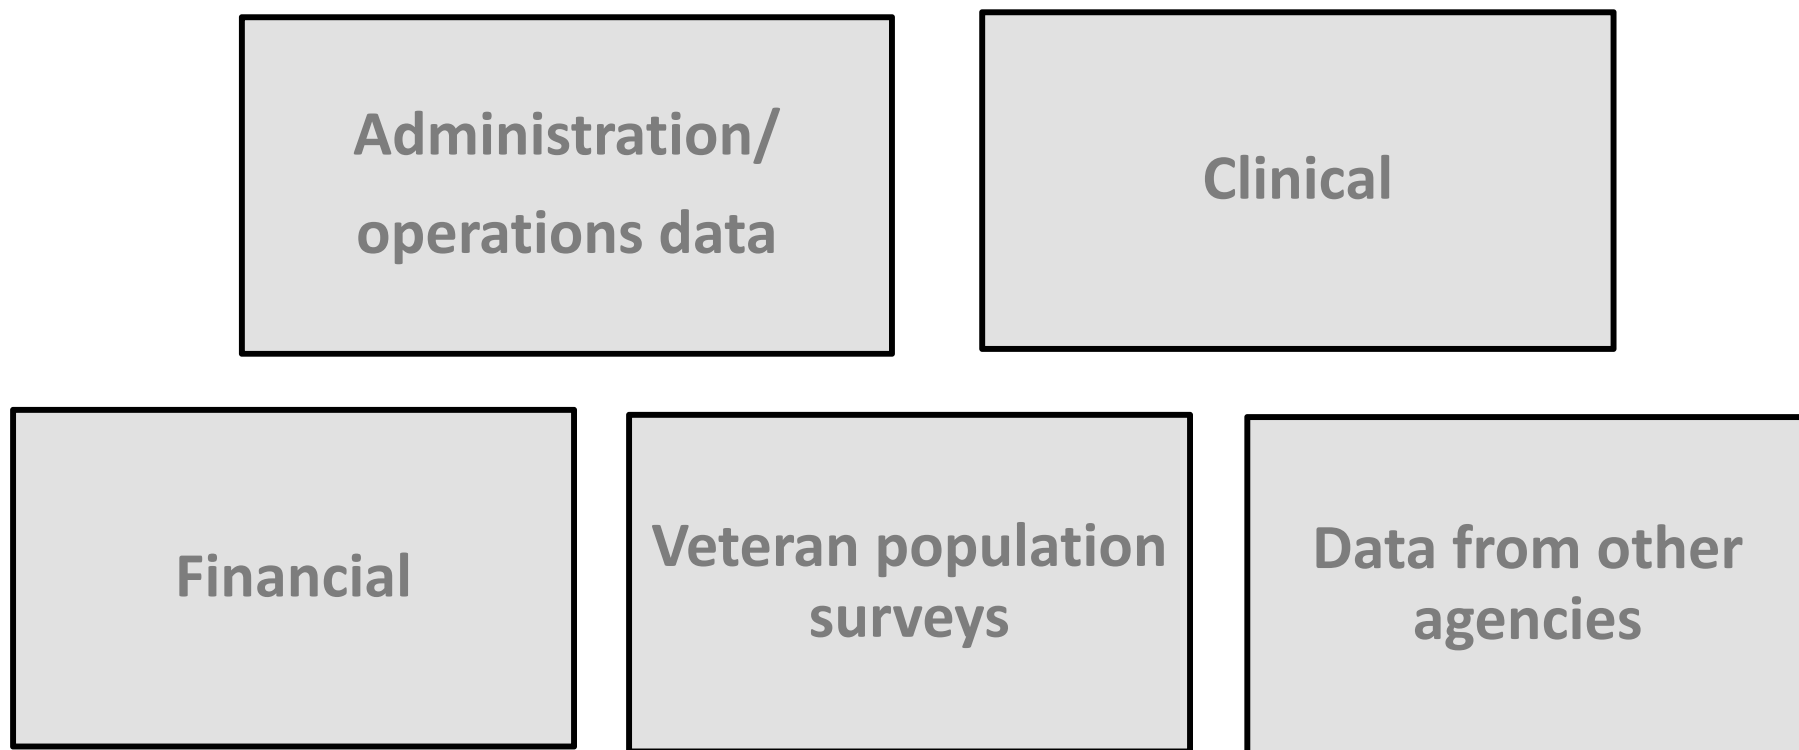 Administration/
operations data
Clinical
Financial
Veteran population
surveys
Data from other
agencies